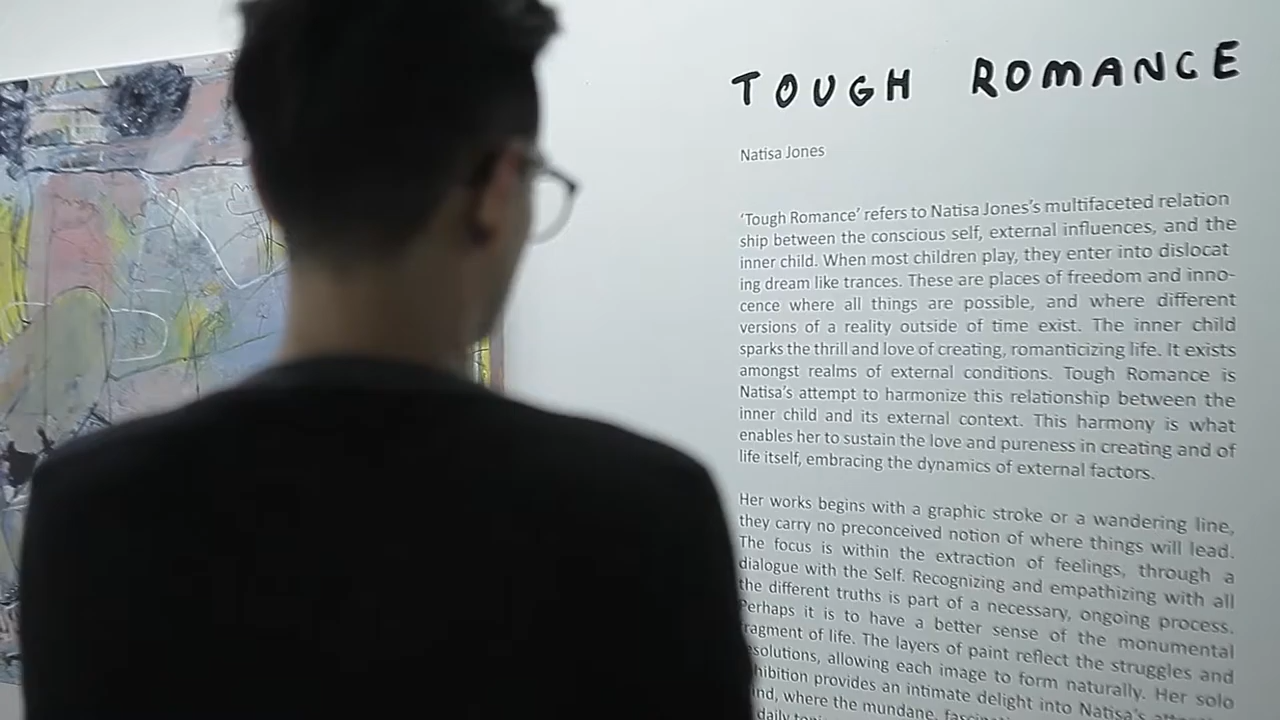 TOUGH ROMANCE
Natisa Jones
‘Tough Romance’ refers to Natisa Jones’s multifaceted relation
ship between the conscious self, external influences, and the
inner child. When most children play, they enter into dislocat
ing dream like trances. These are places of freedom and inno-
cence where all things are possible, and where different
versions of a reality outside of time exist. The inner child
sparks the thrill and love of creating, romanticizing life. It exists
amongst realms of external conditions. Tough Romance is
Natisa’s attempt to harmonize this relationship between the
inner child and its external context. This harmony is what
enables her to sustain the love and pureness in creating and of
life itself, embracing the dynamics of external factors.
Her works begins with a graphic stroke or a wandering line,
they carry no preconceived notion of where things will lead.
The focus is within the extraction of feelings, through a
dialogue with the Self. Recognizing and empathizing with all
the different truths is part of a necessary, ongoing process.
Perhaps it is to have a better sense of the monumental
ragment of life. The layers of paint reflect the struggles and
esolutions, allowing each image to form naturally. Her solo
hibition provides an intimate delight into Natisa’s
nd, where the mundane,
daily